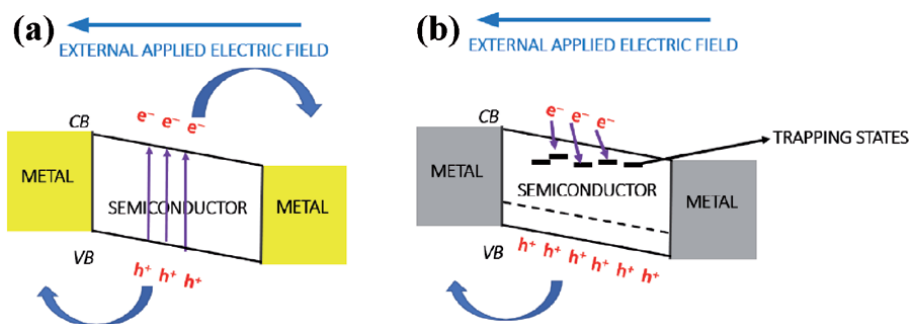 (a)
EXTERNAL APPLIED ELECTRIC FIELD
CB
e⁻ e⁻ e⁻
METAL
SEMICONDUCTOR
METAL
VB
h⁺ h⁺ h⁺
(b)
EXTERNAL APPLIED ELECTRIC FIELD
CB
e⁻ e⁻ e⁻
TRAPPING STATES
METAL
SEMICONDUCTOR
METAL
VB
h⁺ h⁺ h⁺ h⁺ h⁺ h⁺